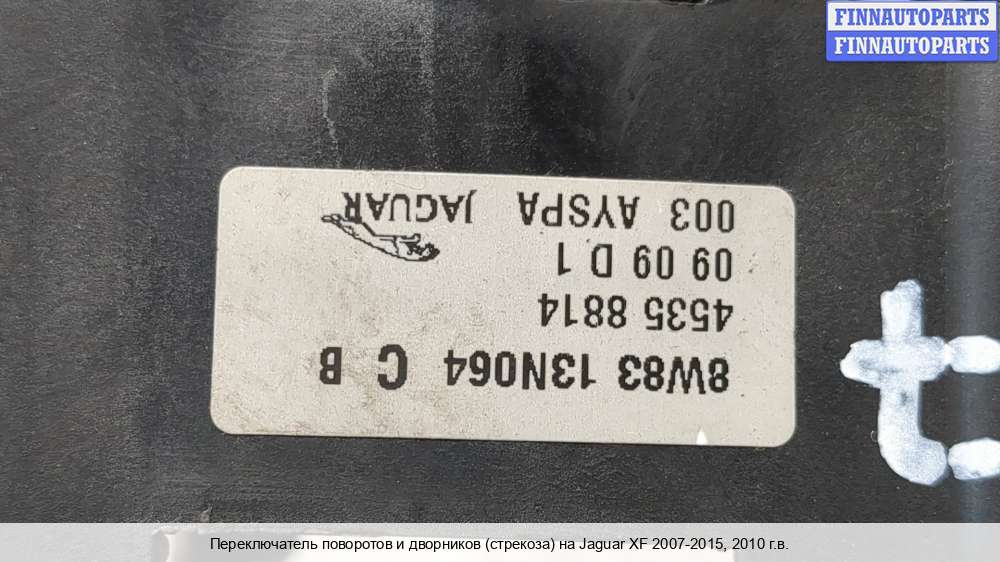 FINNAUTOPARTS
FINNAUTOPARTS
8W83 13N064 C B
4535 8814
09 09 D 1
003 AYSPA JAGUAR
t
Переключатель поворотов и дворников (стрекоза) на Jaguar XF 2007-2015, 2010 г.в.